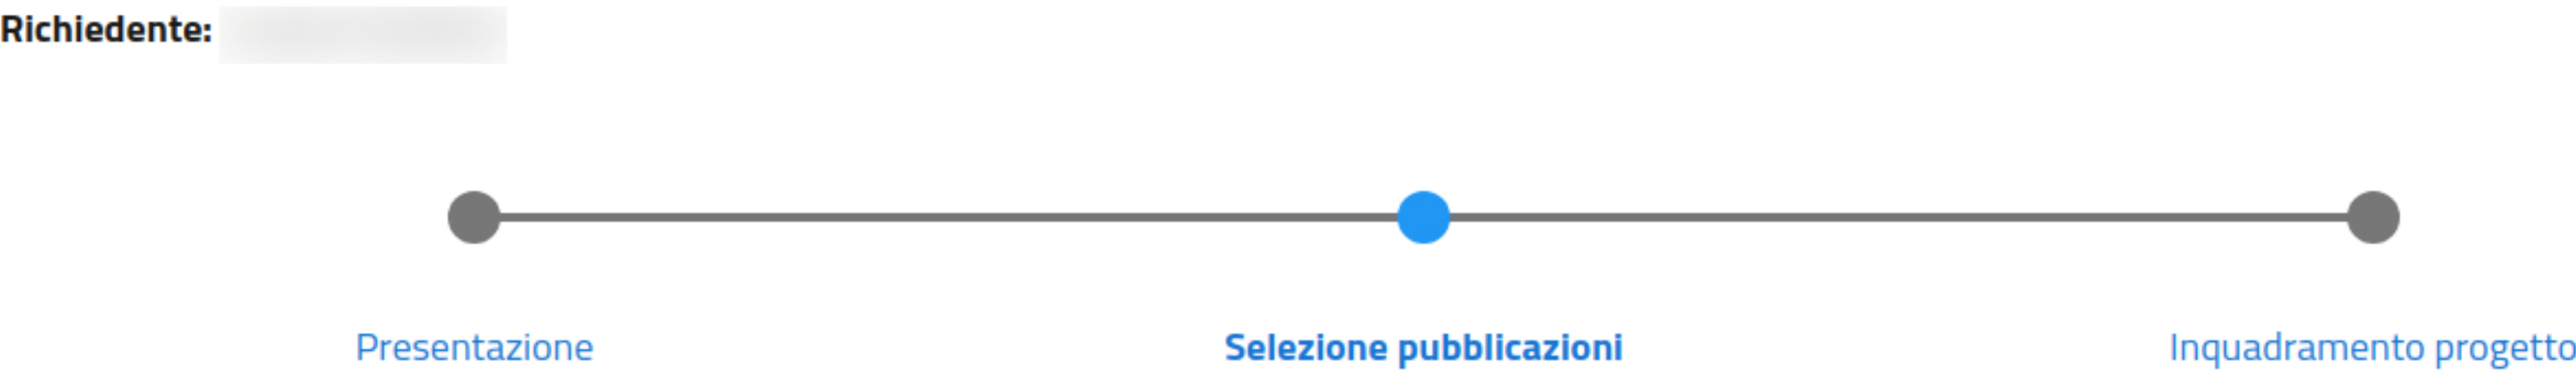 Richiedente:
Presentazione
Selezione pubblicazioni
Inquadramento progetto